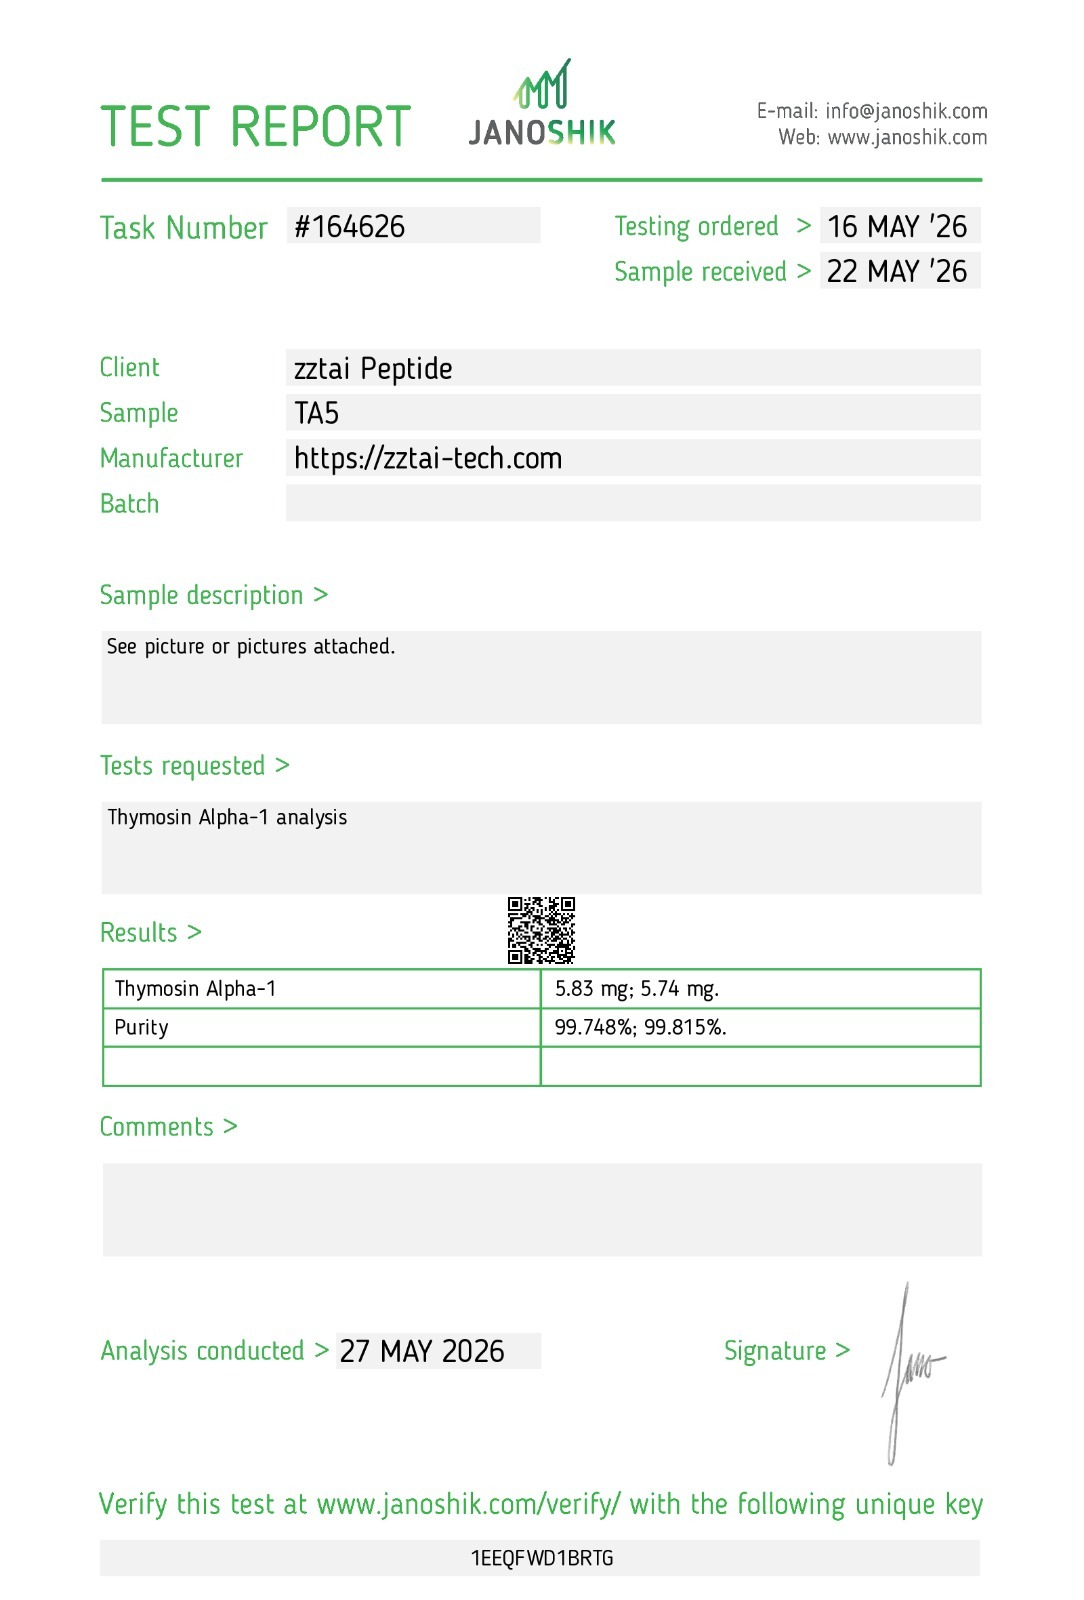 TEST REPORT
JANOSHIK
E-mail: info@janoshik.com
Web: www.janoshik.com
Task Number #164626
Testing ordered > 16 MAY '26
Sample received > 22 MAY '26
Client zztai Peptide
Sample TA5
Manufacturer https://zztai-tech.com
Batch
Sample description >
See picture or pictures attached.
Tests requested >
Thymosin Alpha-1 analysis
Results >
Thymosin Alpha-1 5.83 mg; 5.74 mg.
Purity 99.748%; 99.815%.
Comments >
Analysis conducted > 27 MAY 2026
Signature > Jano
Verify this test at www.janoshik.com/verify/ with the following unique key
1EEQFWD1BRTG